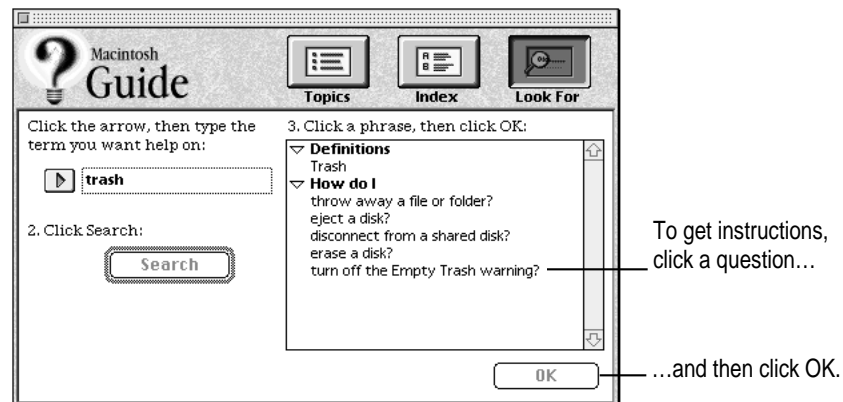 Macintosh
Guide
Topics
Index
Look For
Click the arrow, then type the
term you want help on:
trash
2. Click Search:
Search
3. Click a phrase, then click OK:
Definitions
Trash
How do I
throw away a file or folder?
eject a disk?
disconnect from a shared disk?
erase a disk?
turn off the Empty Trash warning?
OK
To get instructions,
click a question…
…and then click OK.